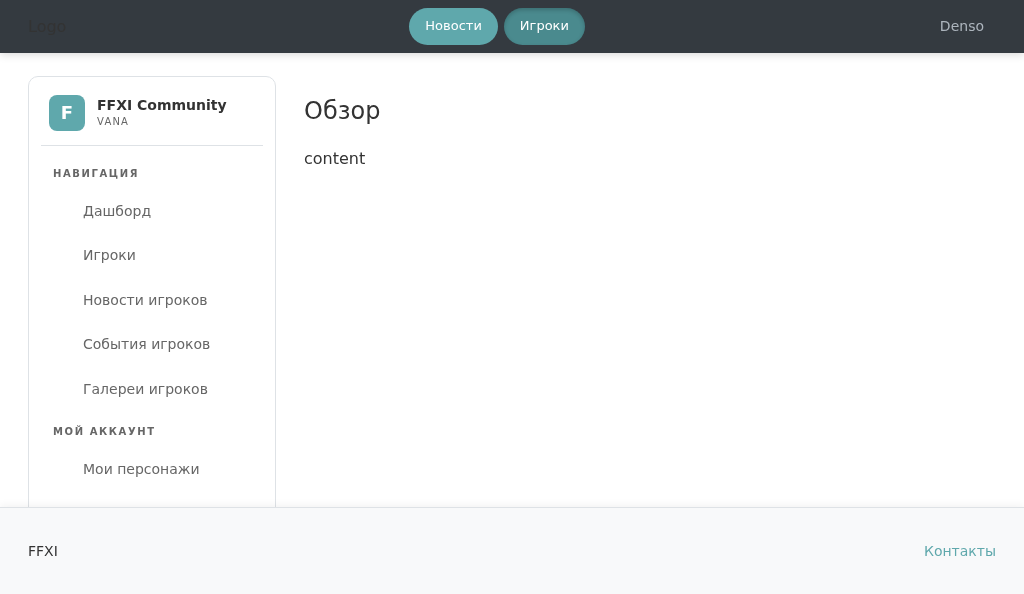 Logo
Новости
Игроки
Denso
F
FFXI Community
VANA
НАВИГАЦИЯ
Дашборд
Игроки
Новости игроков
События игроков
Галереи игроков
МОЙ АККАУНТ
Мои персонажи
Обзор
content
FFXI
Контакты